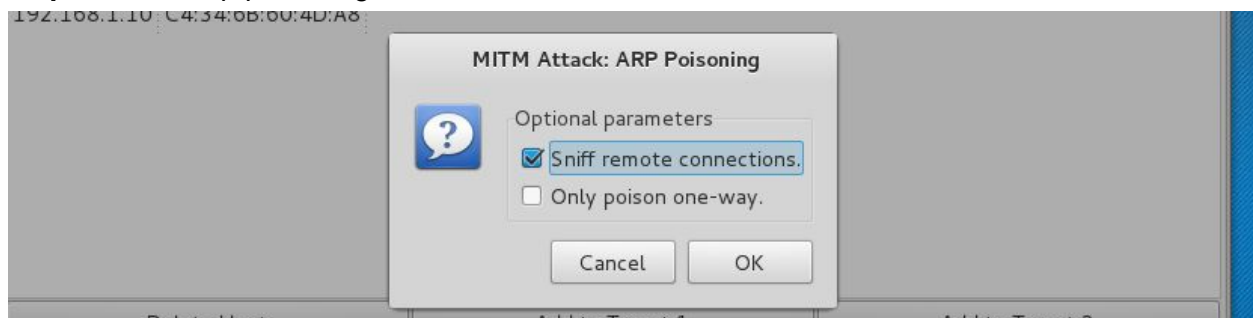 192.168.1.10 C4:34:6B:60:4D:A8
MITM Attack: ARP Poisoning
Optional parameters
Sniff remote connections.
Only poison one-way.
Cancel
OK